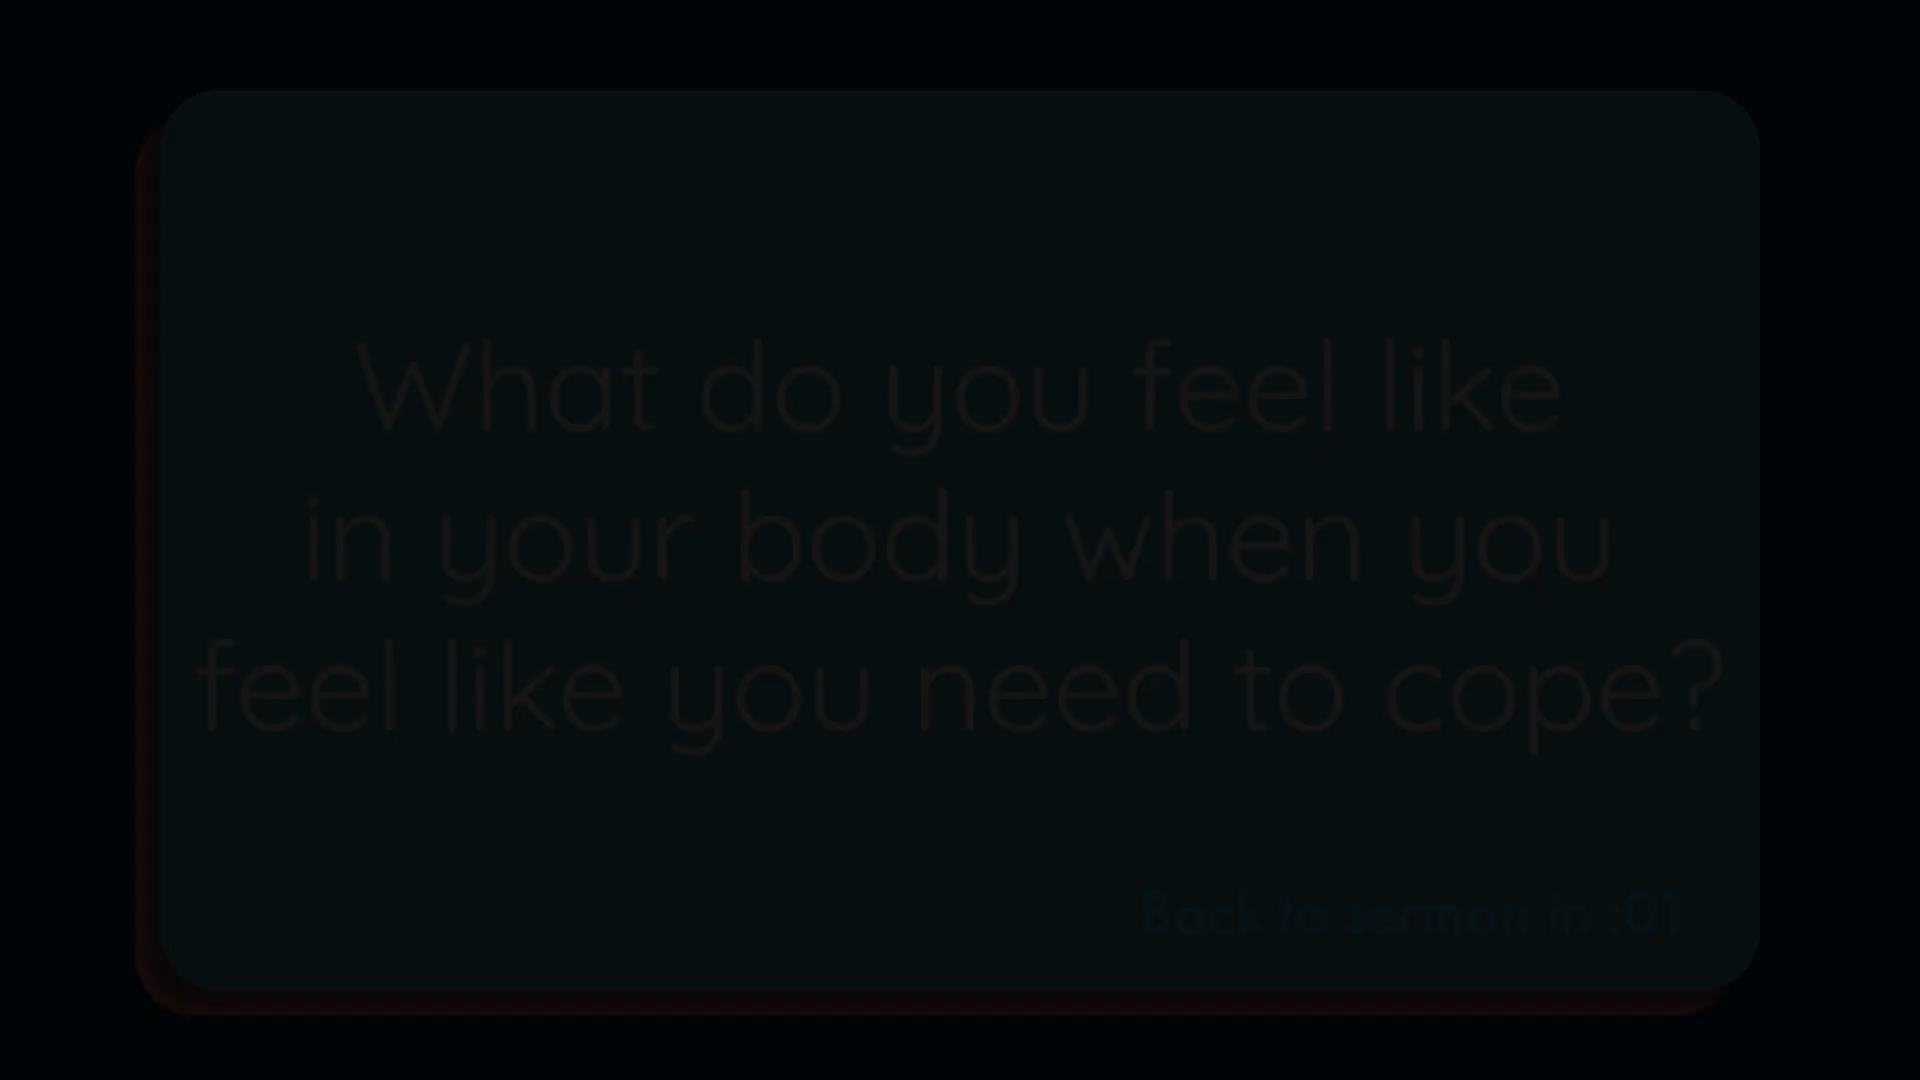 What do you feel like
in your body when you
feel like you need to cope?
Back to sermon in :01